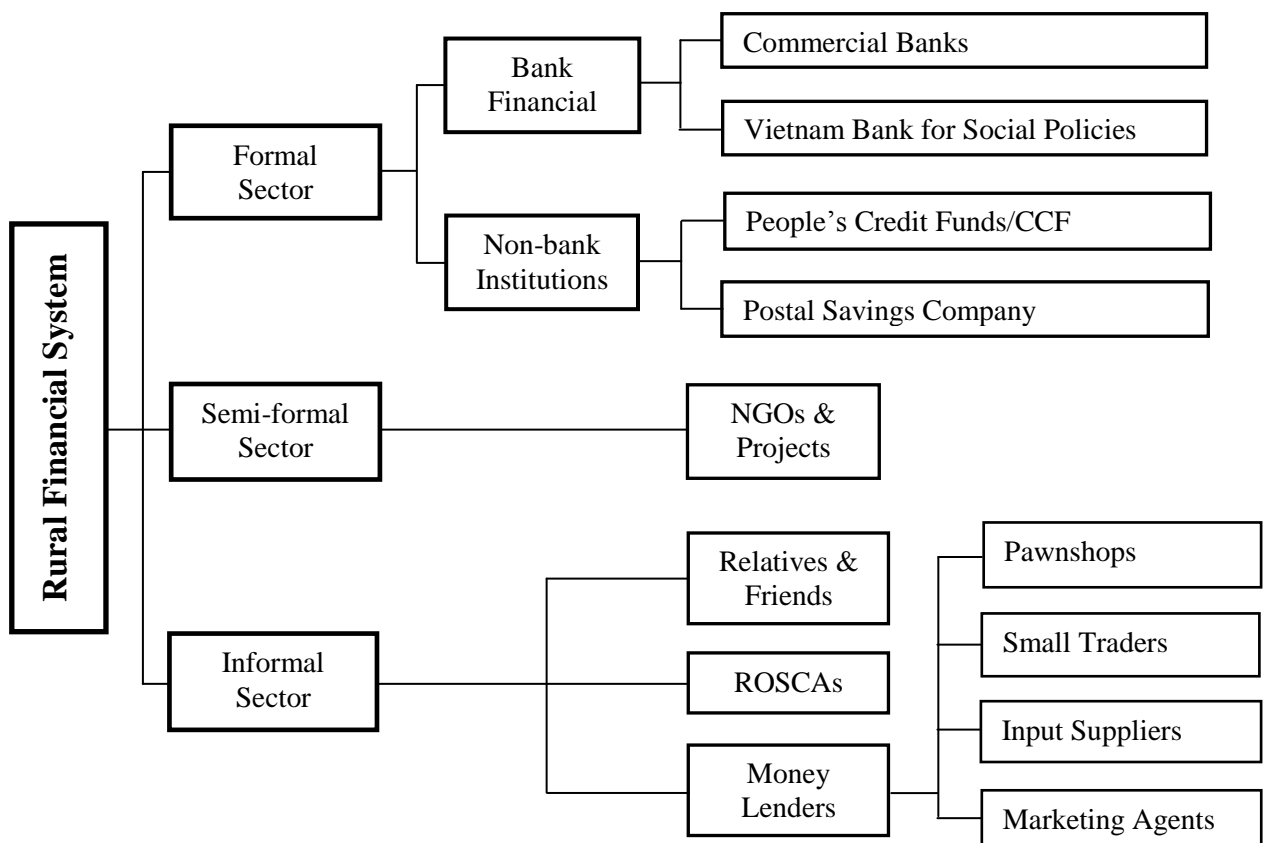 Rural Financial System
Formal
Sector
Bank
Financial
Commercial Banks
Vietnam Bank for Social Policies
Non-bank
Institutions
People’s Credit Funds/CCF
Postal Savings Company
Semi-formal
Sector
NGOs &
Projects
Informal
Sector
Relatives &
Friends
ROSCAs
Money
Lenders
Pawnshops
Small Traders
Input Suppliers
Marketing Agents